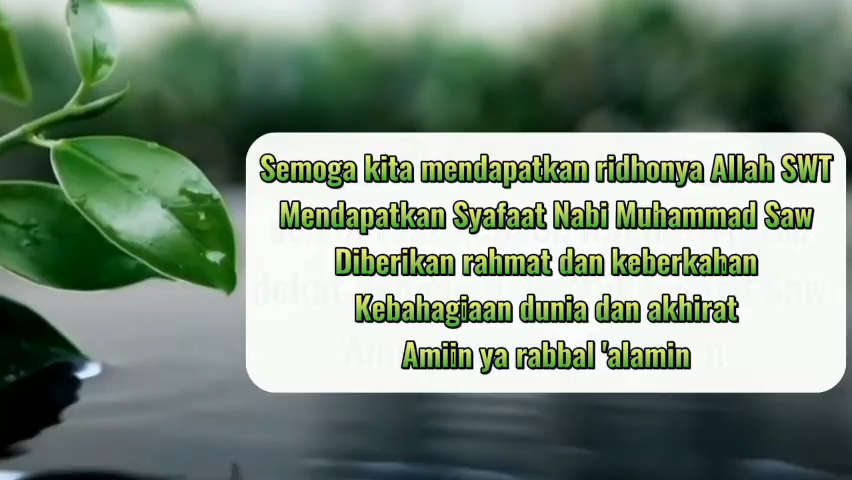 Semoga kita mendapatkan ridhonya Allah SWT
Mendapatkan Syafaat Nabi Muhammad Saw
Diberikan rahmat dan keberkahan
Kebahagiaan dunia dan akhirat
Amiin ya rabbal 'alamin